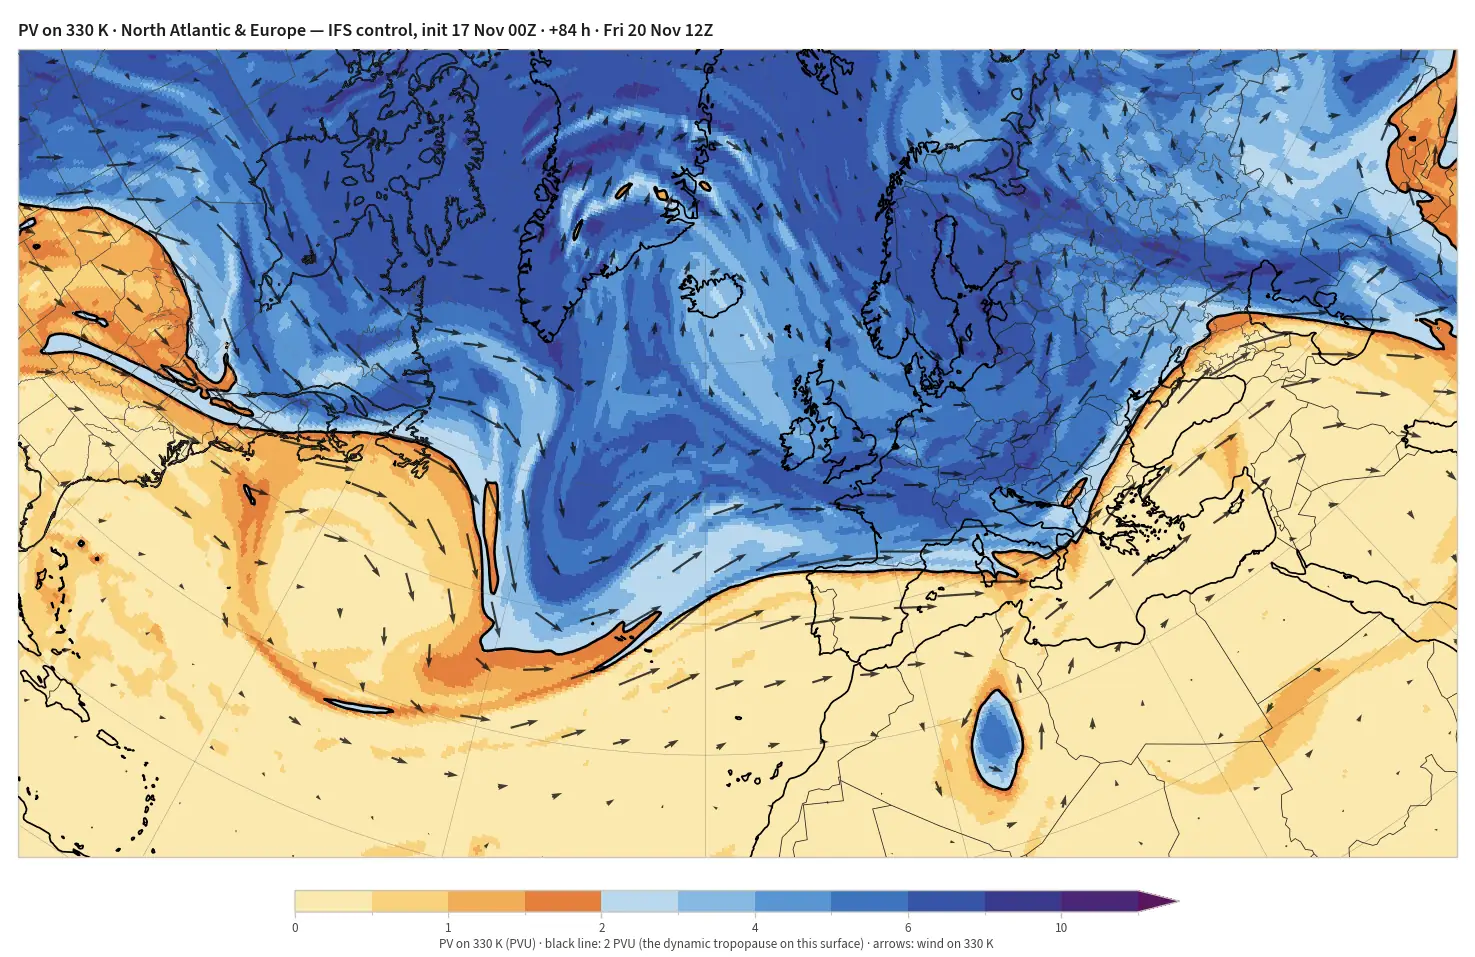 PV on 330 K · North Atlantic & Europe — IFS control, init 17 Nov 00Z · +84 h · Fri 20 Nov 12Z
0 1 2 4 6 10
PV on 330 K (PVU) · black line: 2 PVU (the dynamic tropopause on this surface) · arrows: wind on 330 K